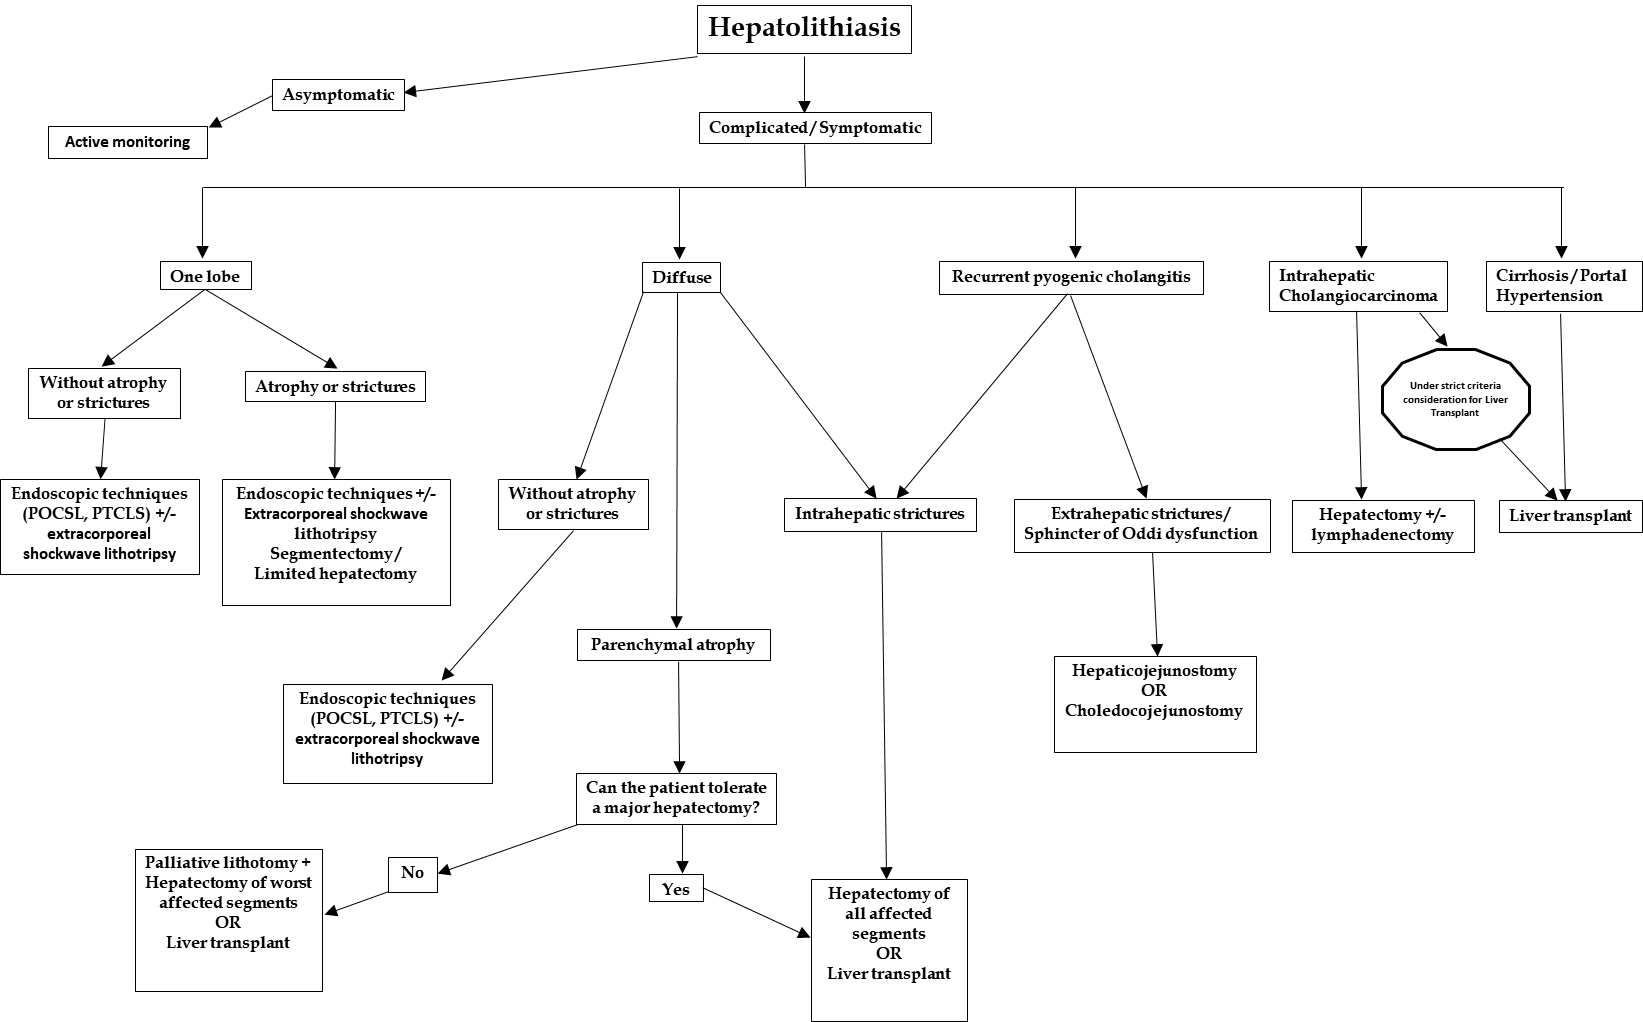 Hepatolithiasis
Asymptomatic
Active monitoring
Complicated/Symptomatic
One lobe
Diffuse
Recurrent pyogenic cholangitis
Intrahepatic
Cholangiocarcinoma
Cirrhosis/Portal
Hypertension
Under strict criteria
consideration for Liver
Transplant
Without atrophy
or strictures
Atrophy or strictures
Endoscopic techniques
(POCSL, PTCLS) +/-
extracorporeal
shockwave lithotripsy
Endoscopic techniques +/-
Extracorporeal shockwave
lithotripsy
Segmentectomy/
Limited hepatectomy
Without atrophy
or strictures
Intrahepatic strictures
Extrahepatic strictures/
Sphincter of Oddi dysfunction
Hepatectomy +/-
lymphadenectomy
Liver transplant
Parenchymal atrophy
Endoscopic techniques
(POCSL, PTCLS) +/-
extracorporeal shockwave
lithotripsy
Hepaticojejunostomy
OR
Choledocojejunostomy
Can the patient tolerate
a major hepatectomy?
No
Yes
Palliative lithotomy +
Hepatectomy of worst
affected segments
OR
Liver transplant
Hepatectomy of
all affected
segments
OR
Liver transplant